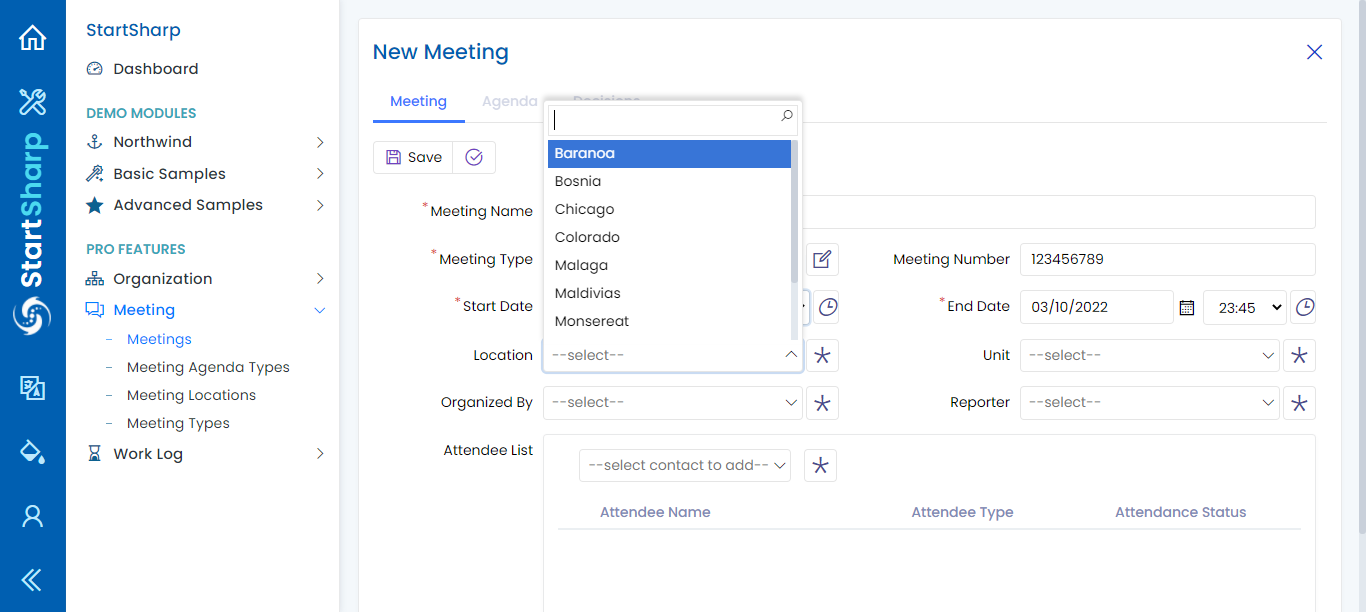 StartSharp
StartSharp
Dashboard
DEMO MODULES
Northwind
Basic Samples
Advanced Samples
PRO FEATURES
Organization
Meeting
Meetings
Meeting Agenda Types
Meeting Locations
Meeting Types
Work Log
New Meeting
Meeting
Agenda
Decisions
Save
Baranoa
Bosnia
Chicago
Colorado
Malaga
Maldivias
Monsereat
*Meeting Name
*Meeting Type
Meeting Number 123456789
*Start Date
*End Date 03/10/2022 23:45
Location --select--
Unit --select--
Organized By --select--
Reporter --select--
Attendee List
--select contact to add--
Attendee Name Attendee Type Attendance Status